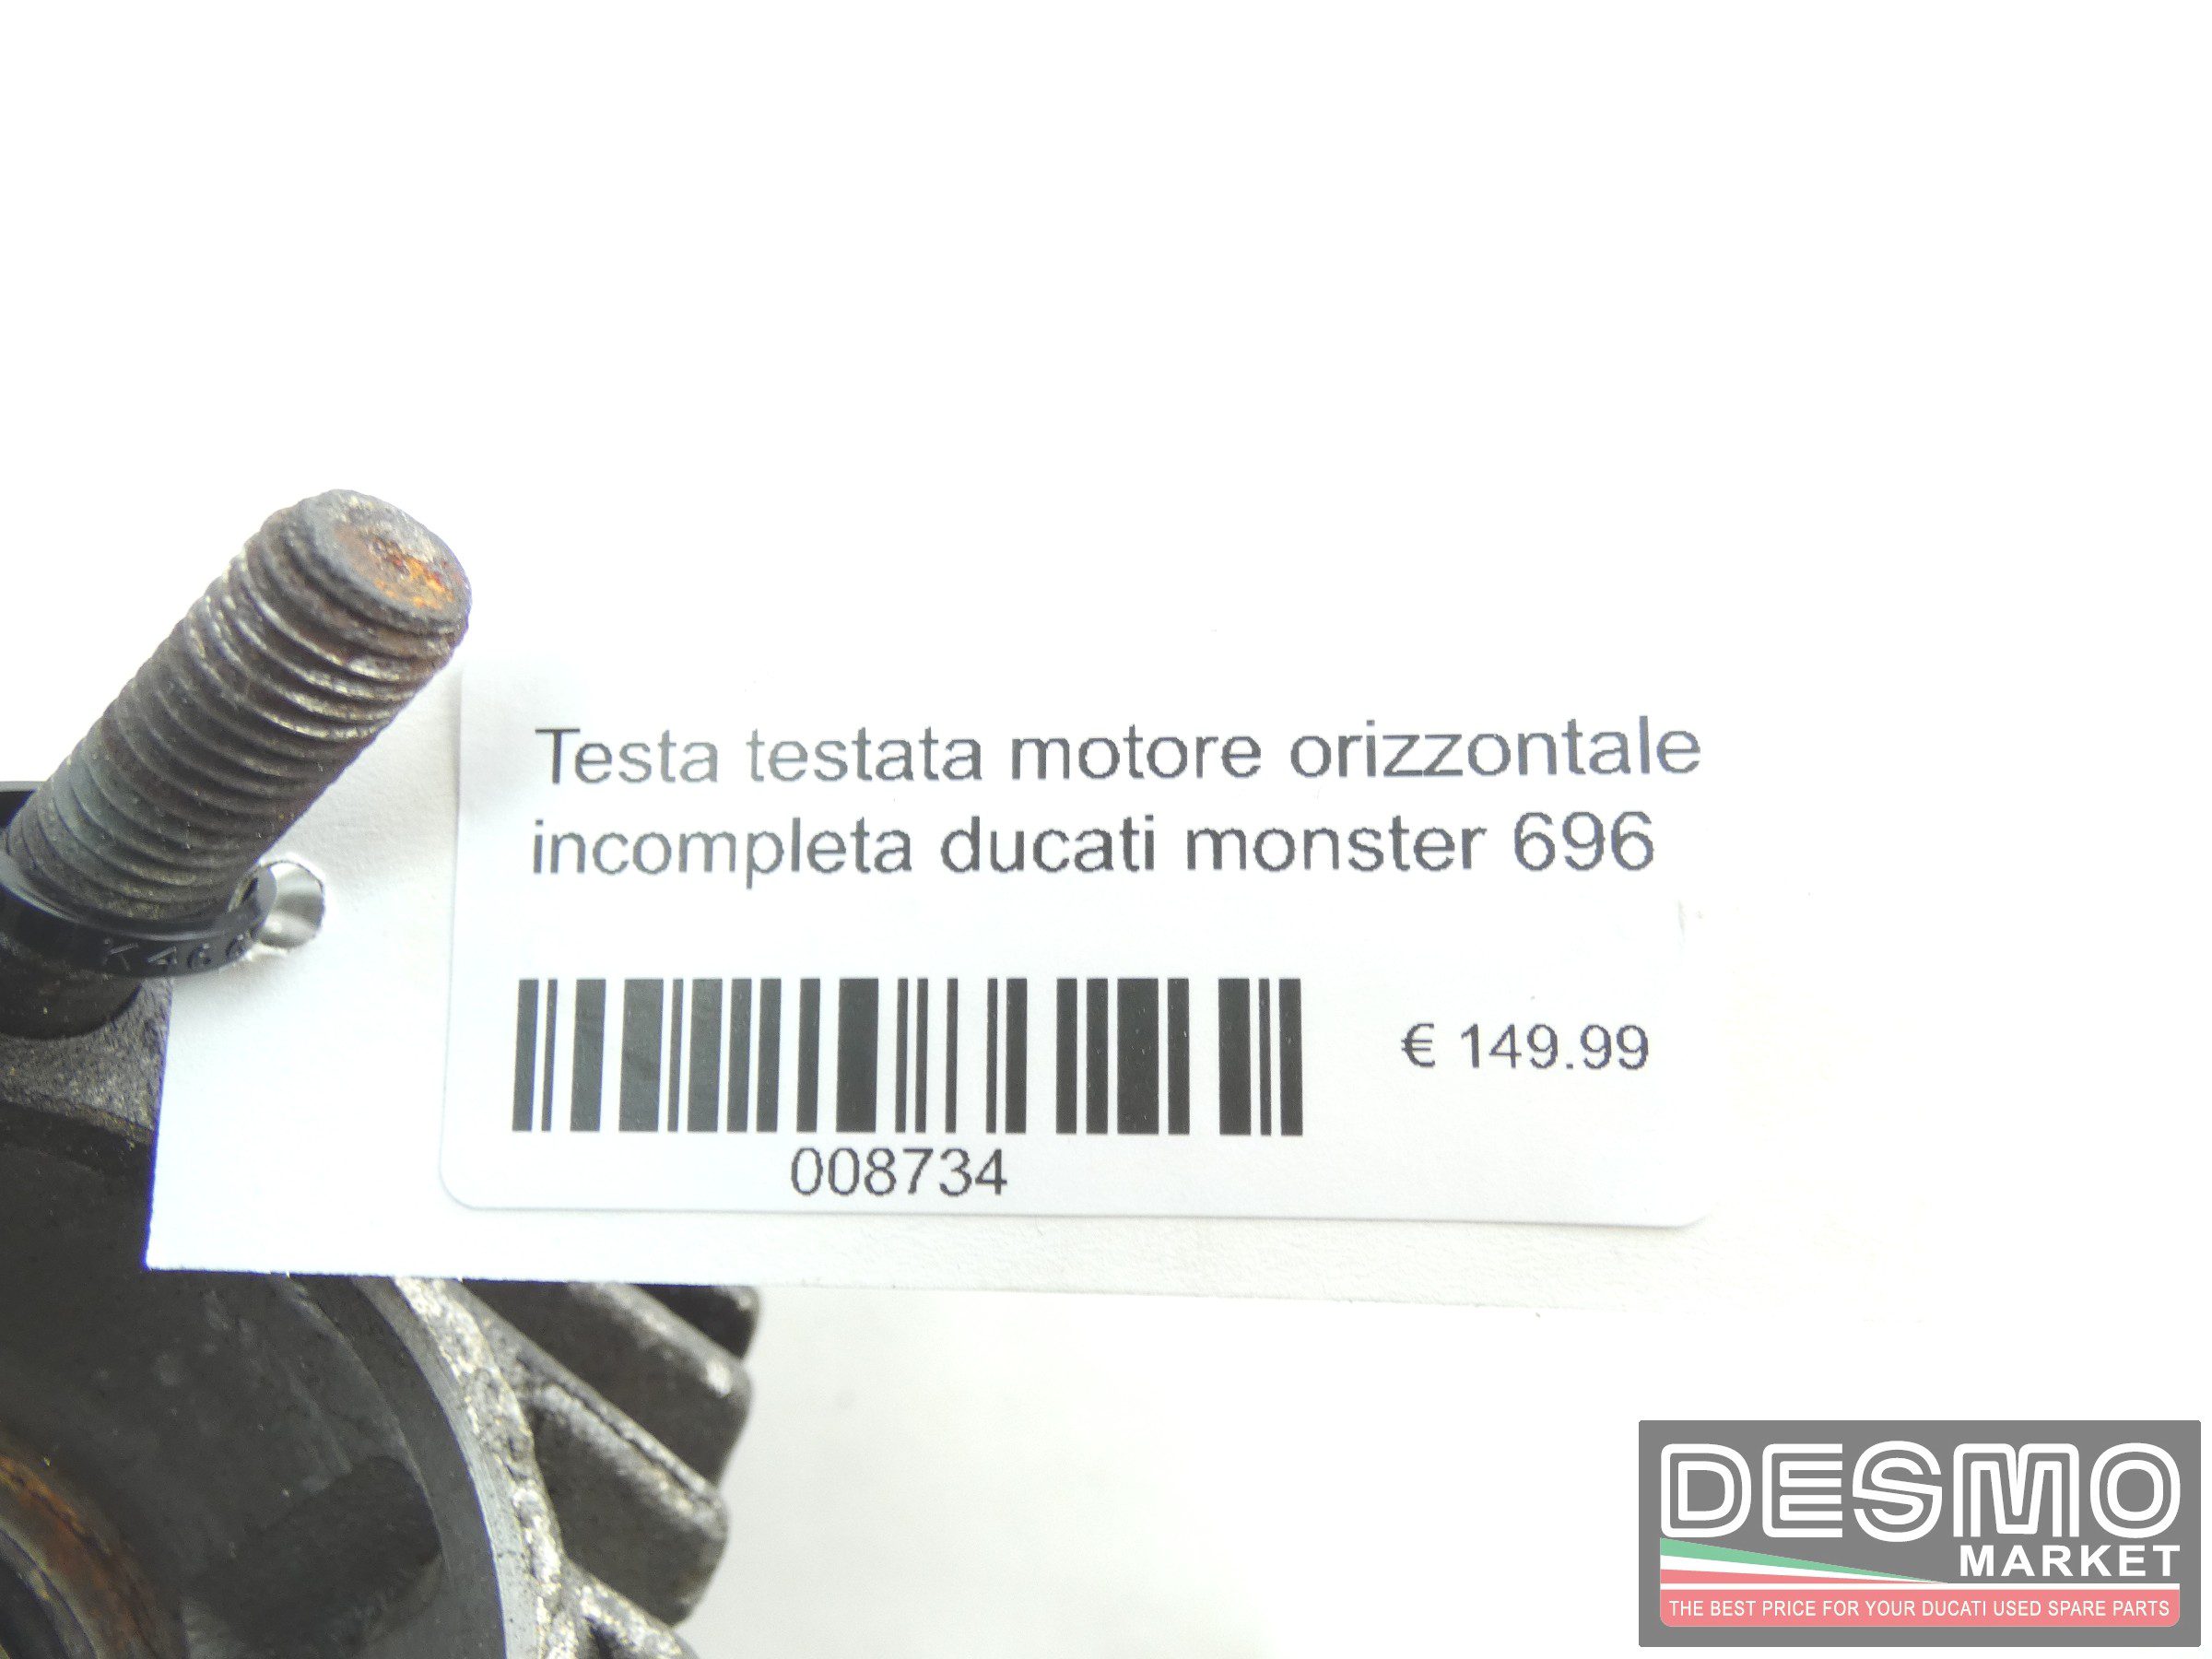 Testa testata motore orizzontale
incompleta ducati monster 696
€ 149.99
008734
DESMO
MARKET
THE BEST PRICE FOR YOUR DUCATI USED SPARE PARTS